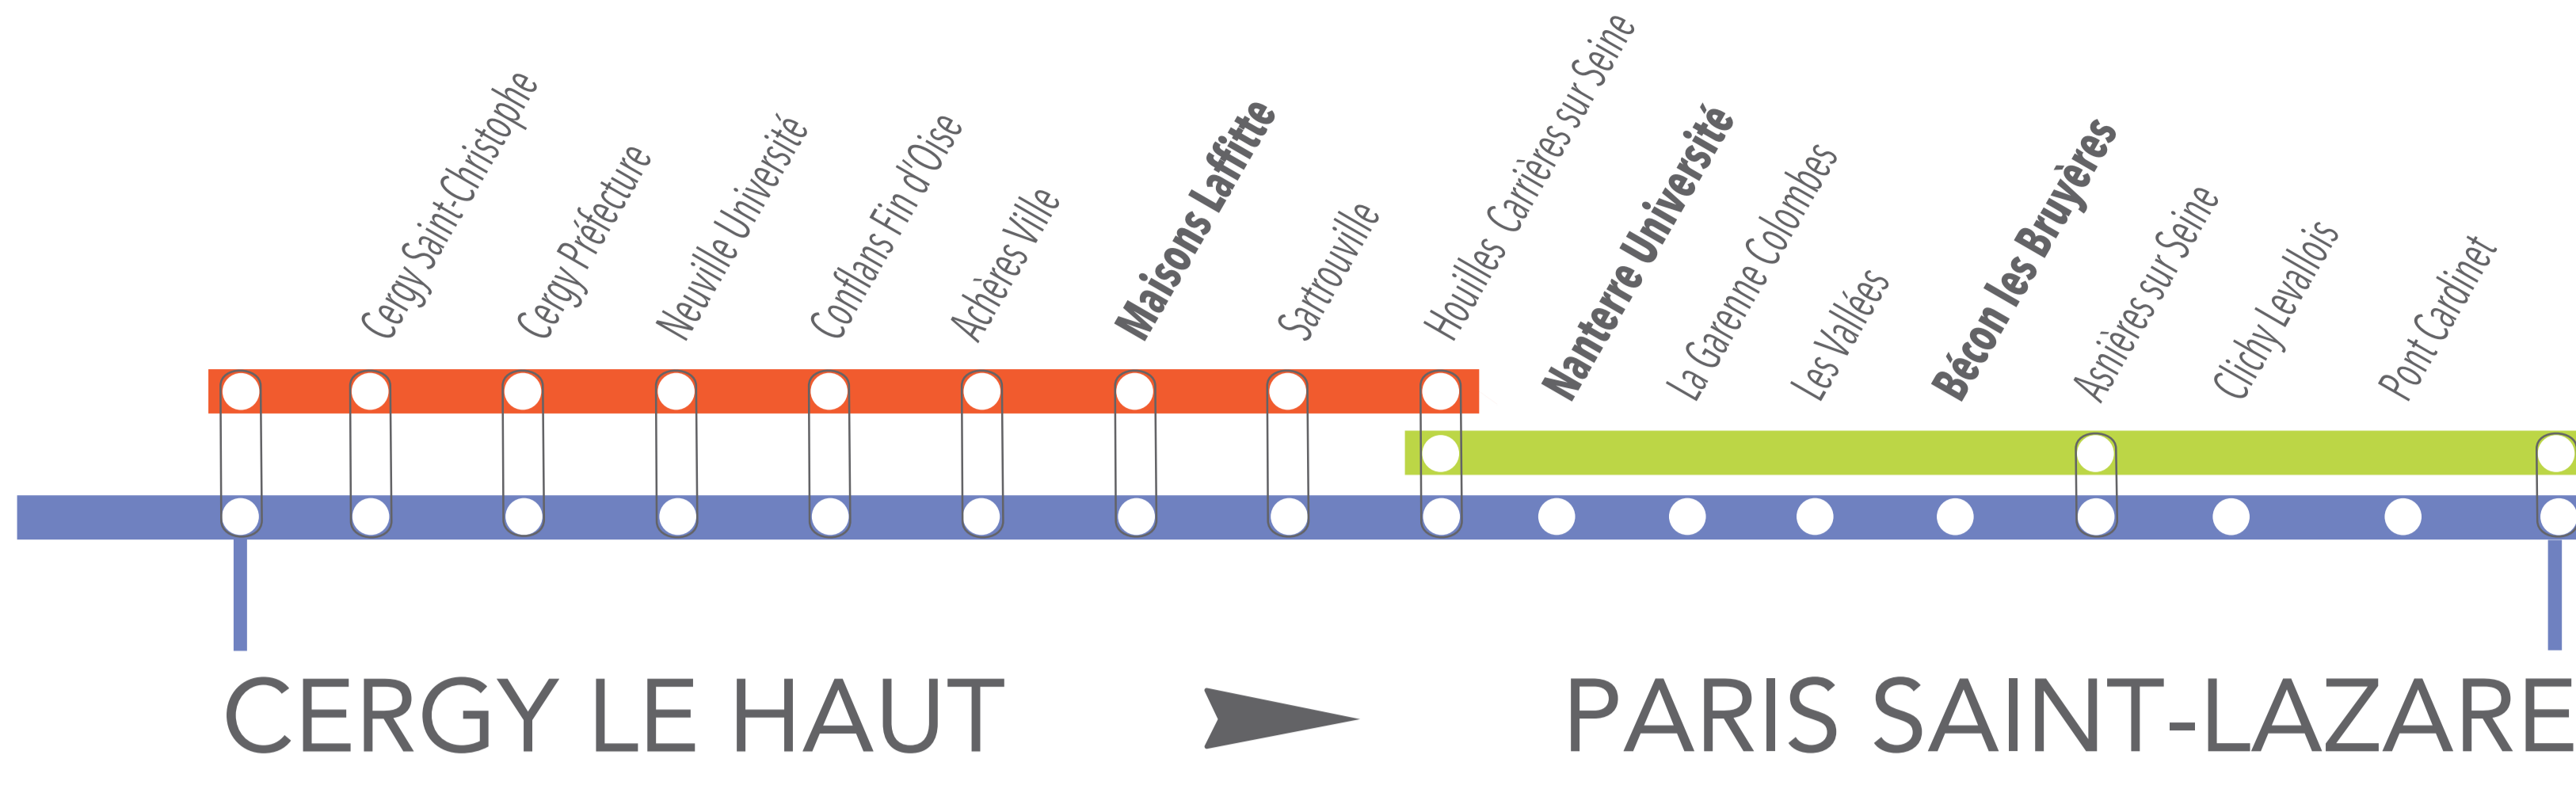 Cergy Saint-Christophe
Cergy Préfecture
Neuville Université
Conflans Fin d'Oise
Achères Ville
Maisons Laffitte
Sartrouville
Houilles Carrières sur Seine
Nanterre Université
La Garenne Colombes
Les Vallées
Bécon les Bruyères
Asnières sur Seine
Clichy Levallois
Pont Cardinet
CERGY LE HAUT
PARIS SAINT-LAZARE